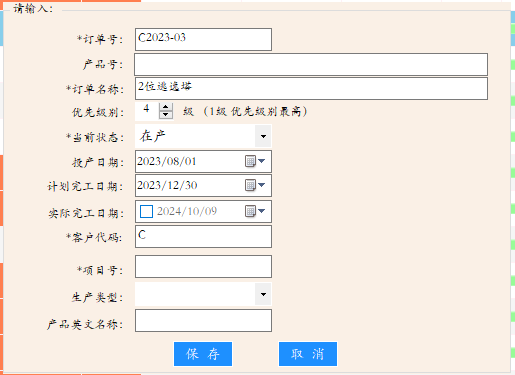 请输入:
*订单号: C2023-03
产品号:
*订单名称: 2位逃逸塔
优先级别: 4 级 (1级 优先级别最高)
*当前状态: 在产
投产日期: 2023/08/01
计划完工日期: 2023/12/30
实际完工日期: 2024/10/09
*客户代码: C
*项目号:
生产类型:
产品英文名称:
保 存 取 消